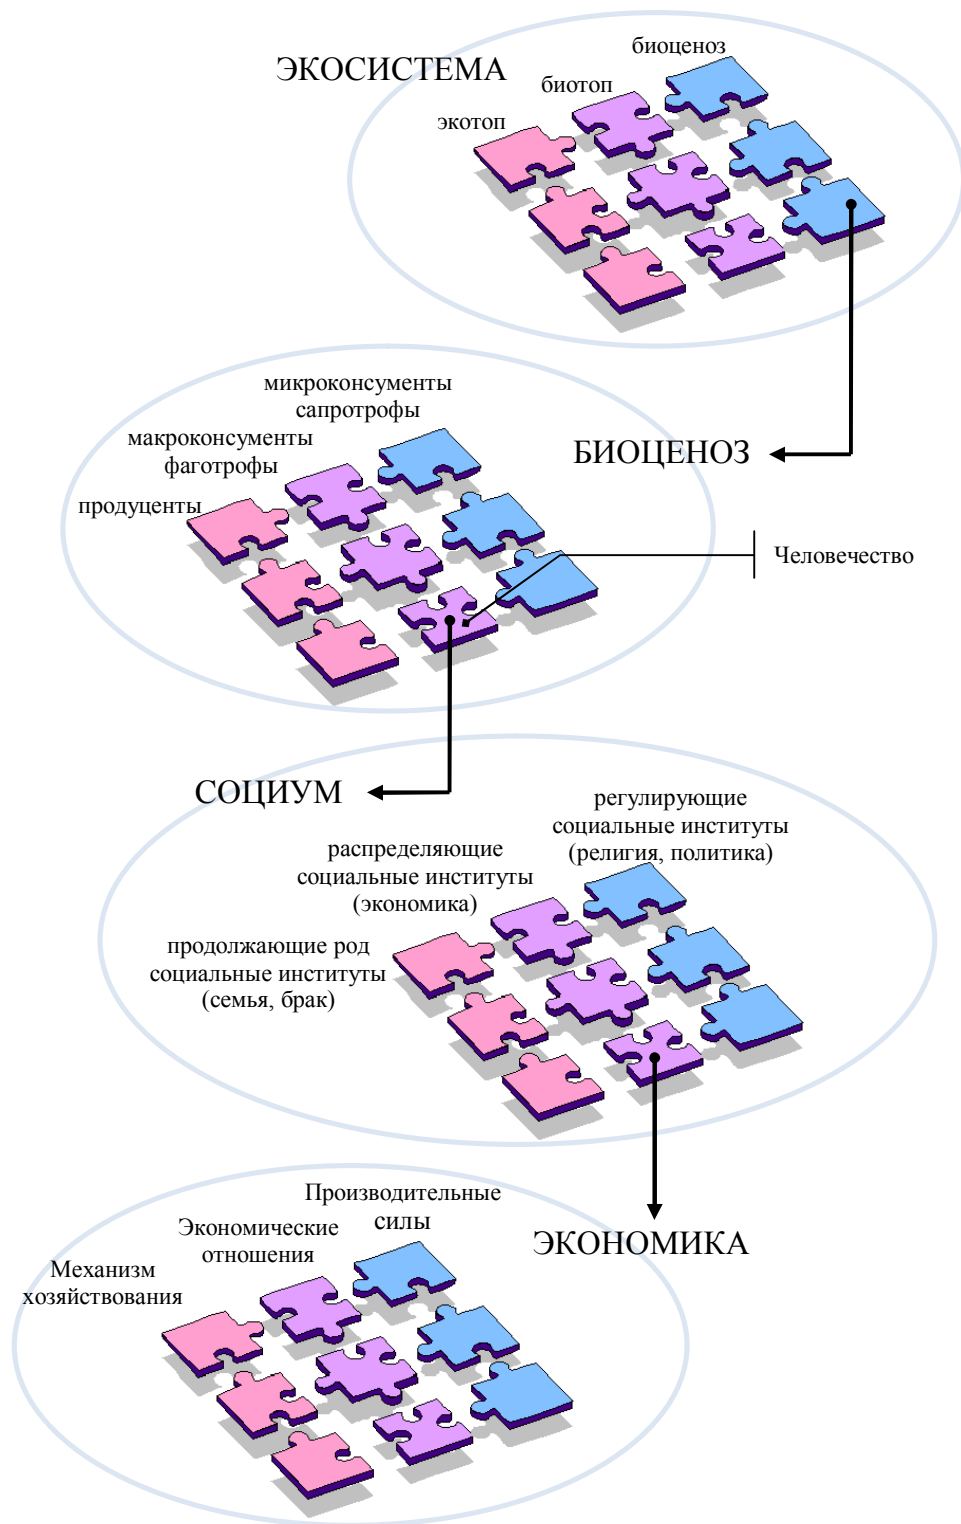 ЭКОСИСТЕМА
биоценоз
биотоп
экотоп
микроконсументы
сапротрофы
макроконсументы
фаготрофы
продуценты
БИОЦЕНОЗ
Человечество
СОЦИУМ
регулирующие
социальные институты
(религия, политика)
распределяющие
социальные институты
(экономика)
продолжающие род
социальные институты
(семья, брак)
ЭКОНОМИКА
Производительные
силы
Экономические
отношения
Механизм
хозяйствования